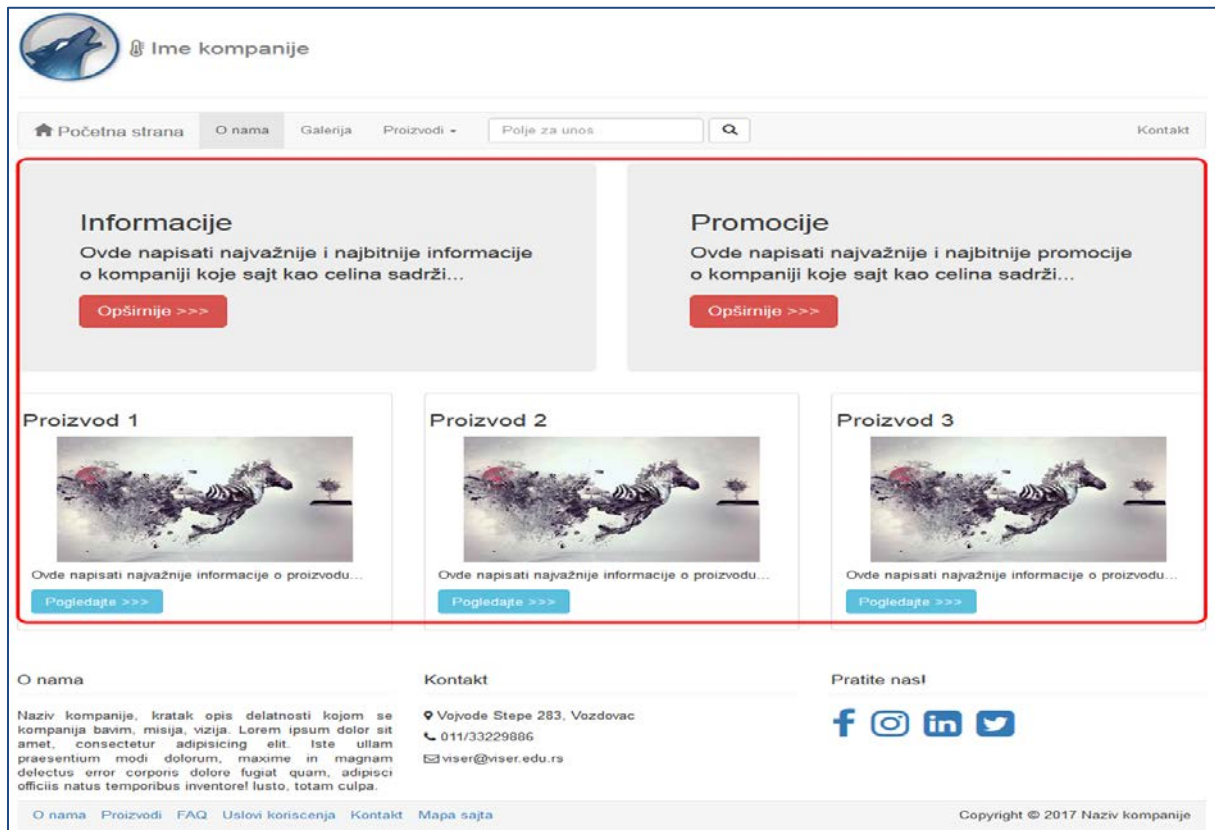 Ime kompanije
Početna strana O nama Galerija Proizvodi Polje za unos Kontakt
Informacije
Ovde napisati najvažnije i najbitnije informacije
o kompaniji koje sajt kao celina sadrži...
Opširnije >>>
Promocije
Ovde napisati najvažnije i najbitnije promocije
o kompaniji koje sajt kao celina sadrži...
Opširnije >>>
Proizvod 1
Ovde napisati najvažnije informacije o proizvodu...
Pogledajte >>>
Proizvod 2
Ovde napisati najvažnije informacije o proizvodu...
Pogledajte >>>
Proizvod 3
Ovde napisati najvažnije informacije o proizvodu...
Pogledajte >>>
O nama
Naziv kompanije, kratak opis delatnosti kojom se
kompanija bavim, misija, vizija. Lorem ipsum dolor sit
amet, consectetur adipisicing elit. Iste ullam
praesentium modi dolorum, maxime in magnam
delectus error corporis dolore fugiat quam, adipisci
officiis natus temporibus inventore! Iusto, totam culpa.
Kontakt
Vojvode Stepe 283, Vozdovac
011/33229886
viser@viser.edu.rs
Pratite nas!
O nama Proizvodi FAQ Uslovi koriscenja Kontakt Mapa sajta Copyright © 2017 Naziv kompanije